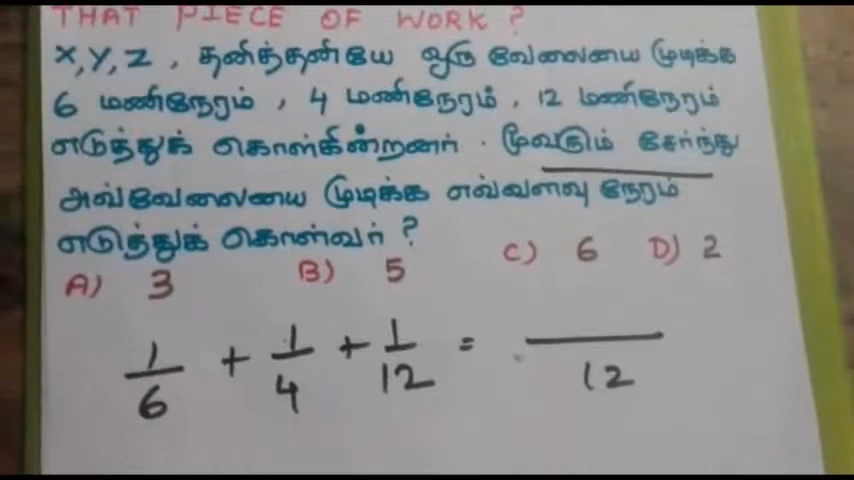 THAT PIECE OF WORK ?
X, Y, Z , தனித்தனியே ஒரு வேலையை முடிக்க
6 மணிநேரம் , 4 மணிநேரம் , 12 மணிநேரம்
எடுத்துக் கொள்கின்றனர் . மூவரும் சேர்ந்து
அவ்வேலையை முடிக்க எவ்வளவு நேரம்
எடுத்துக் கொள்வர் ?
A) 3 B) 5 C) 6 D) 2
1/6 + 1/4 + 1/12 = /12